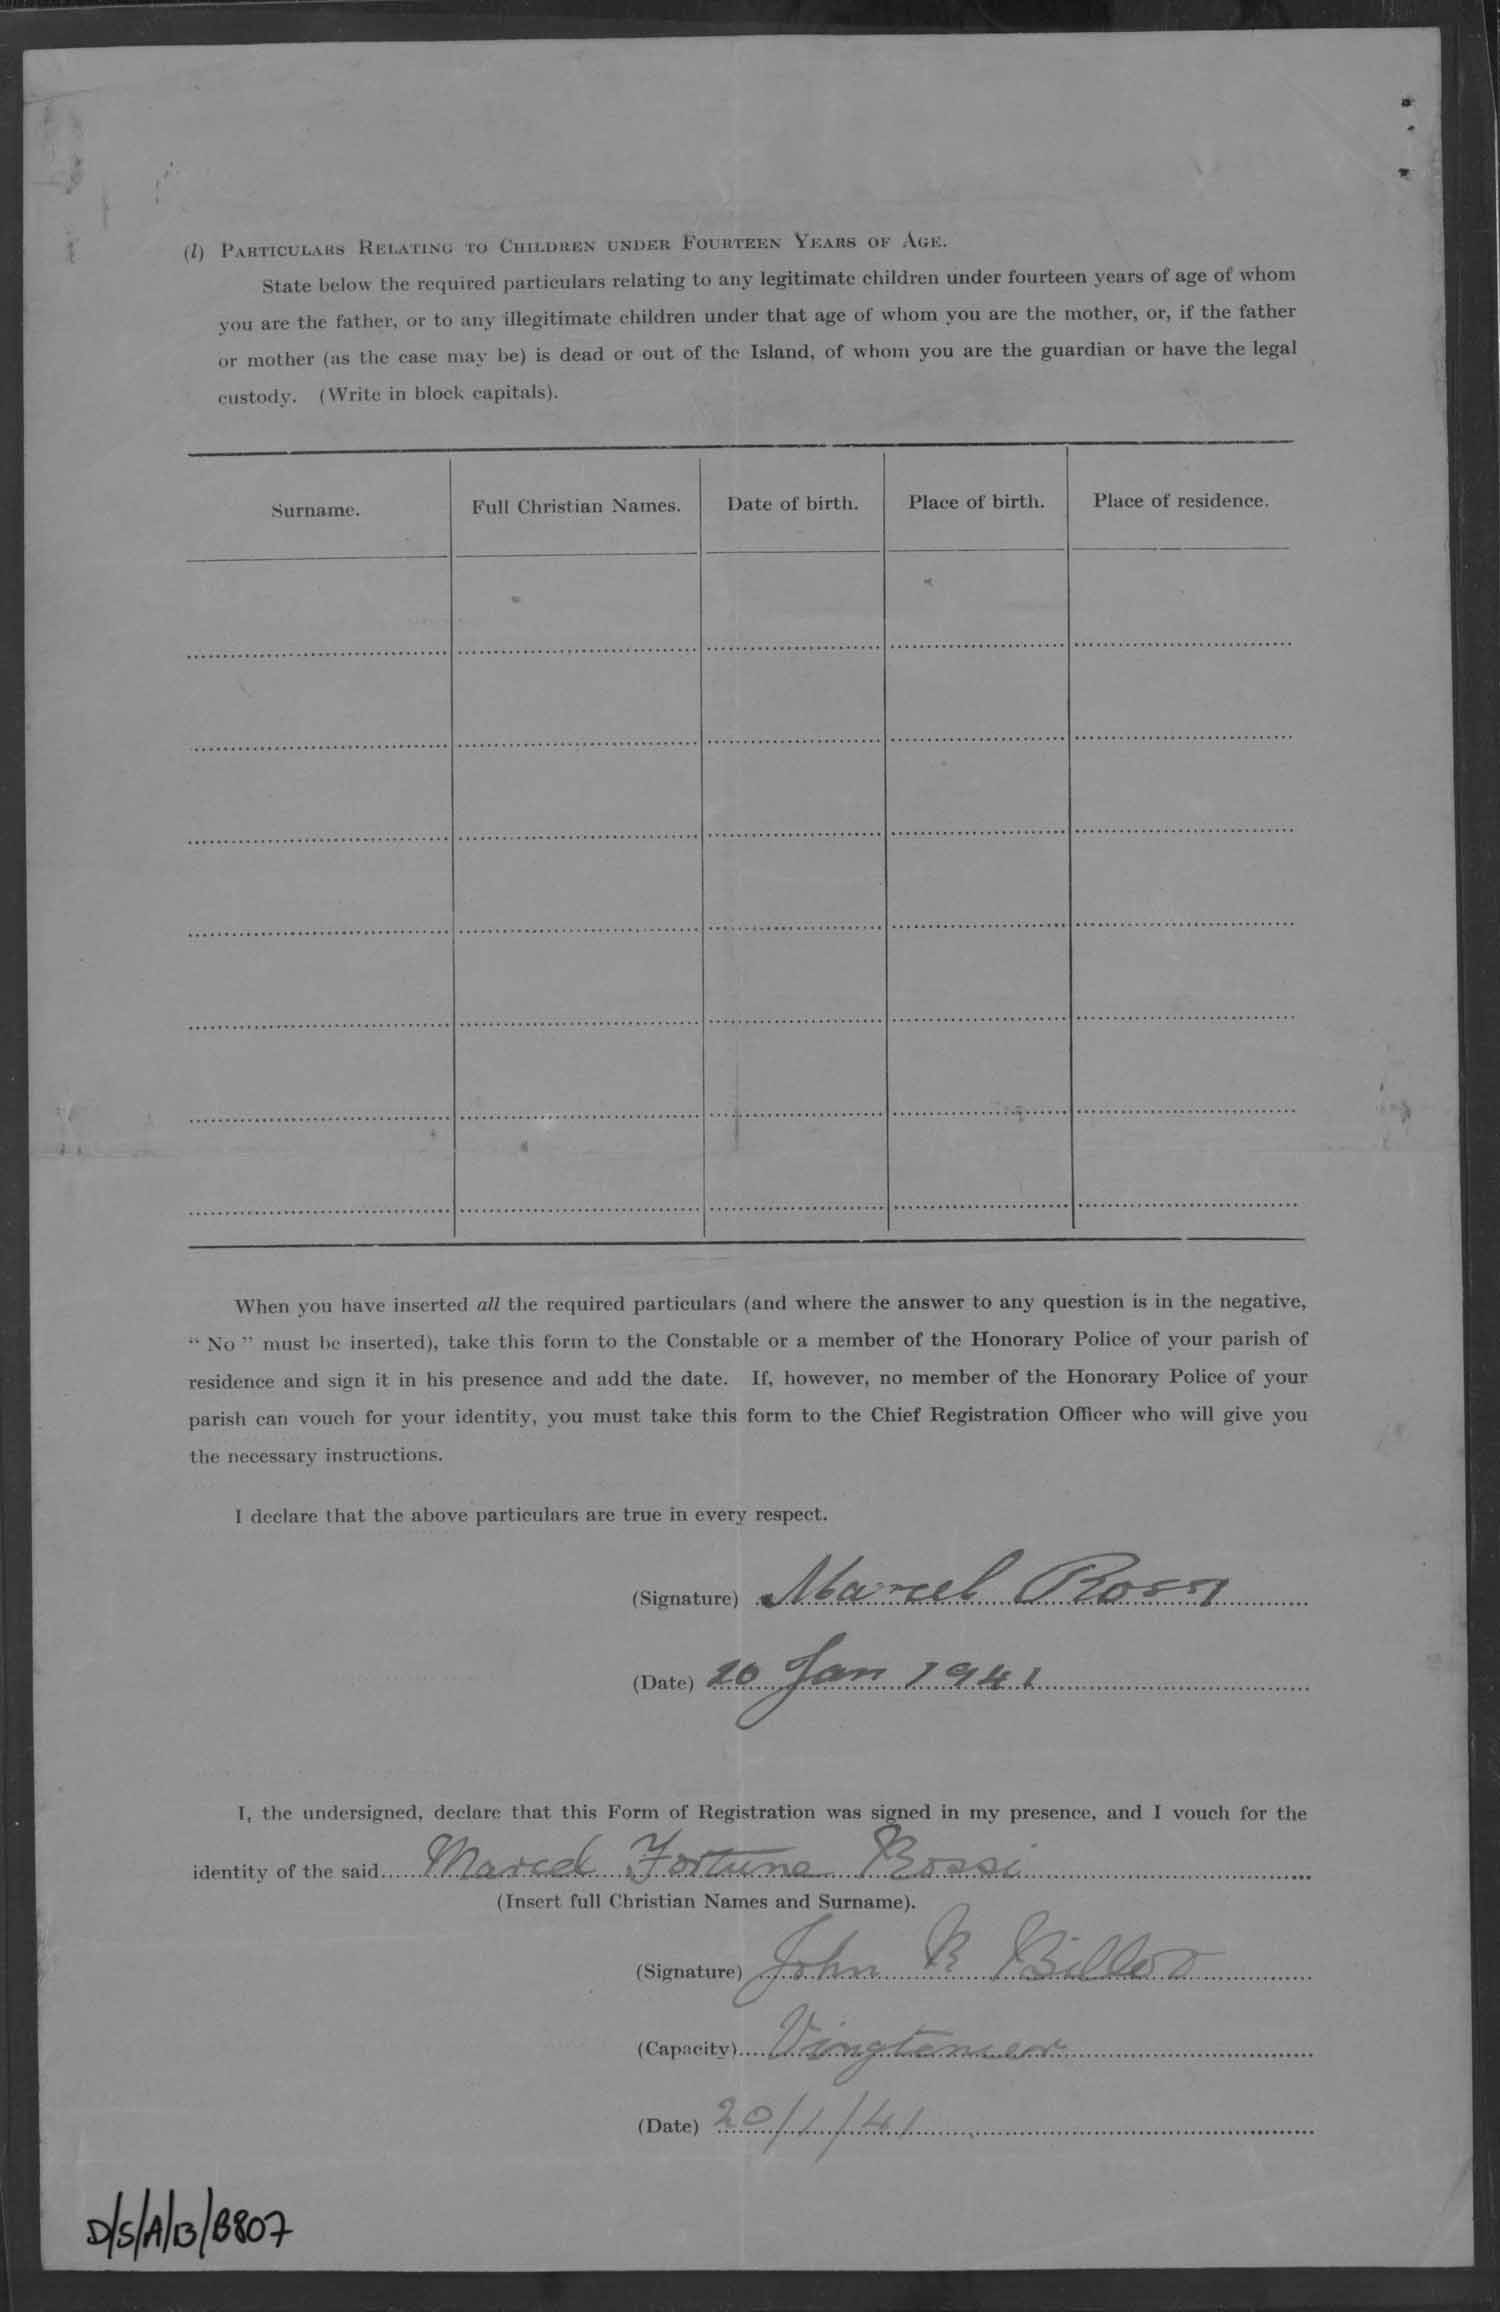 (l) PARTICULARS RELATING TO CHILDREN UNDER FOURTEEN YEARS OF AGE.
State below the required particulars relating to any legitimate children under fourteen years of age of whom
you are the father, or to any illegitimate children under that age of whom you are the mother, or, if the father
or mother (as the case may be) is dead or out of the Island, of whom you are the guardian or have the legal
custody. (Write in block capitals).
Surname. Full Christian Names. Date of birth. Place of birth. Place of residence.
When you have inserted all the required particulars (and where the answer to any question is in the negative,
“ No ” must be inserted), take this form to the Constable or a member of the Honorary Police of your parish of
residence and sign it in his presence and add the date. If, however, no member of the Honorary Police of your
parish can vouch for your identity, you must take this form to the Chief Registration Officer who will give you
the necessary instructions.
I declare that the above particulars are true in every respect.
(Signature) Marcel Rossi
(Date) 20 Jan 1941
I, the undersigned, declare that this Form of Registration was signed in my presence, and I vouch for the
identity of the said Marcel Fortune Rossi
(Insert full Christian Names and Surname).
(Signature) John B Billot
(Capacity) Vingtenier
(Date) 20/1/41
D/S/A/13/B807